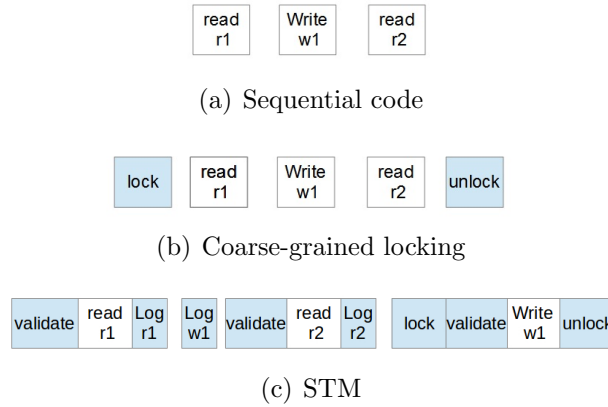 read Write read
r1 w1 r2
(a) Sequential code
lock read Write read unlock
r1 w1 r2
(b) Coarse-grained locking
validate read Log Log validate read Log lock validate Write unlock
r1 r1 w1 r2 r2 w1
(c) STM